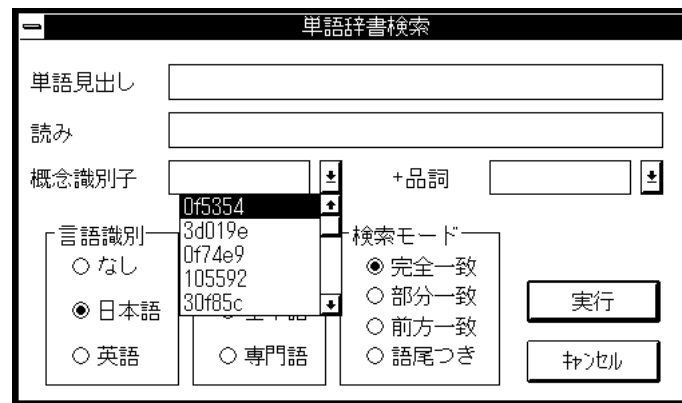 単語辞書検索
単語見出し
読み
概念識別子
+品詞
0f5354
3d019e
0f74e9
105592
30f85c
言語識別
なし
日本語
英語
専門語
検索モード
完全一致
部分一致
前方一致
語尾つき
実行
ｷｬﾝｾﾙ